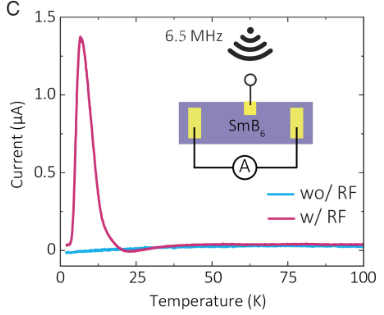 C
1.5
1.0
0.5
0
Current (μA)
6.5 MHz
SmB₆
A
wo/ RF
w/ RF
0 25 50 75 100
Temperature (K)